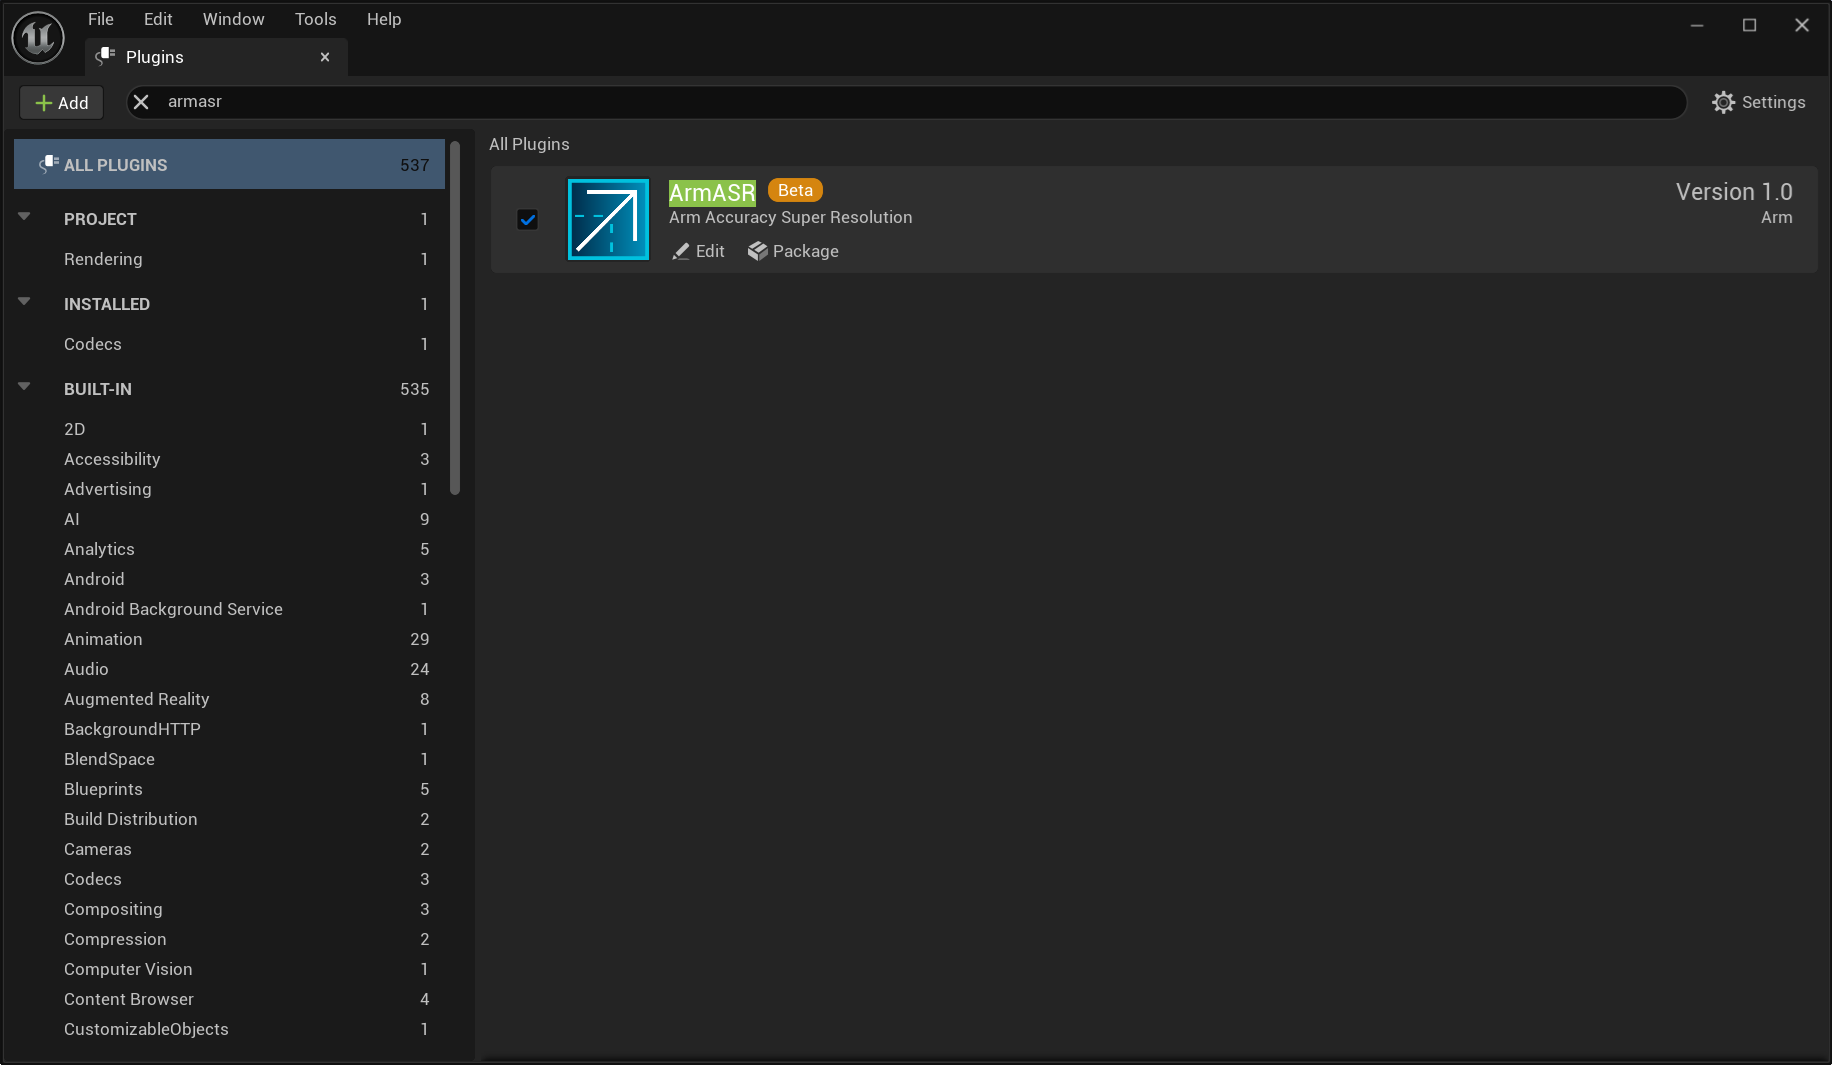 File Edit Window Tools Help
Plugins
Add
armasr
Settings
ALL PLUGINS 537
PROJECT 1
Rendering 1
INSTALLED 1
Codecs 1
BUILT-IN 535
2D 1
Accessibility 3
Advertising 1
AI 9
Analytics 5
Android 3
Android Background Service 1
Animation 29
Audio 24
Augmented Reality 8
BackgroundHTTP 1
BlendSpace 1
Blueprints 5
Build Distribution 2
Cameras 2
Codecs 3
Compositing 3
Compression 2
Computer Vision 1
Content Browser 4
CustomizableObjects 1
All Plugins
ArmASR Beta
Arm Accuracy Super Resolution
Edit Package
Version 1.0
Arm